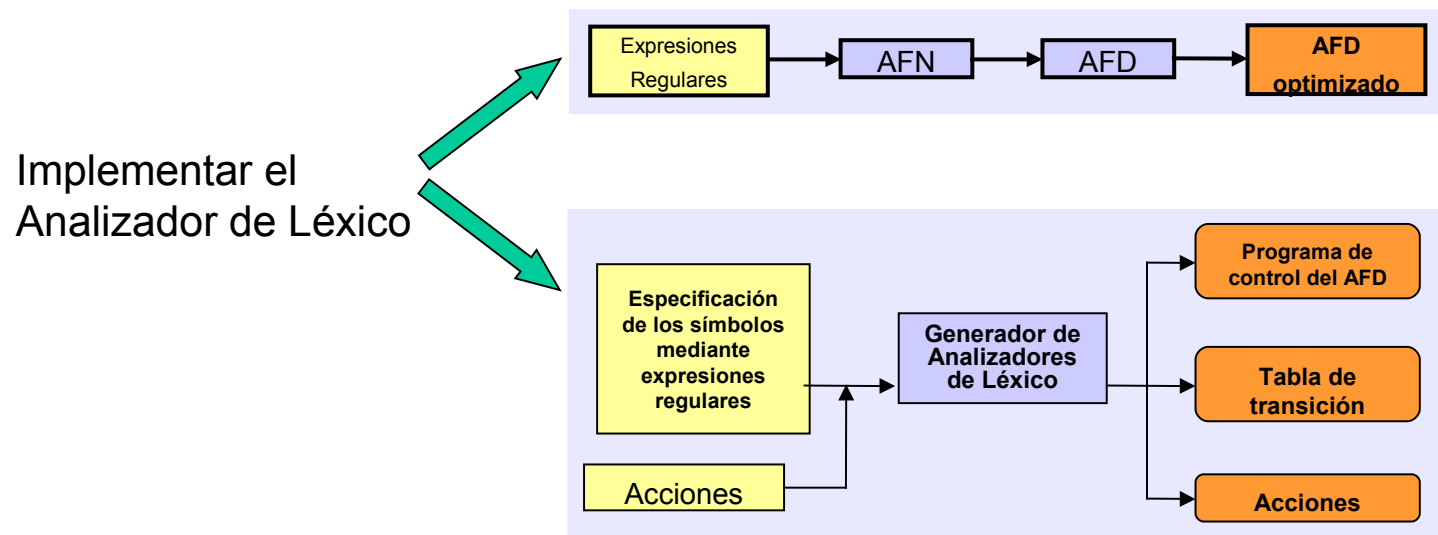 Expresiones
Regulares
AFN
AFD
AFD
optimizado
Implementar el
Analizador de Léxico
Especificación
de los símbolos
mediante
expresiones
regulares
Acciones
Generador de
Analizadores
de Léxico
Programa de
control del AFD
Tabla de
transición
Acciones